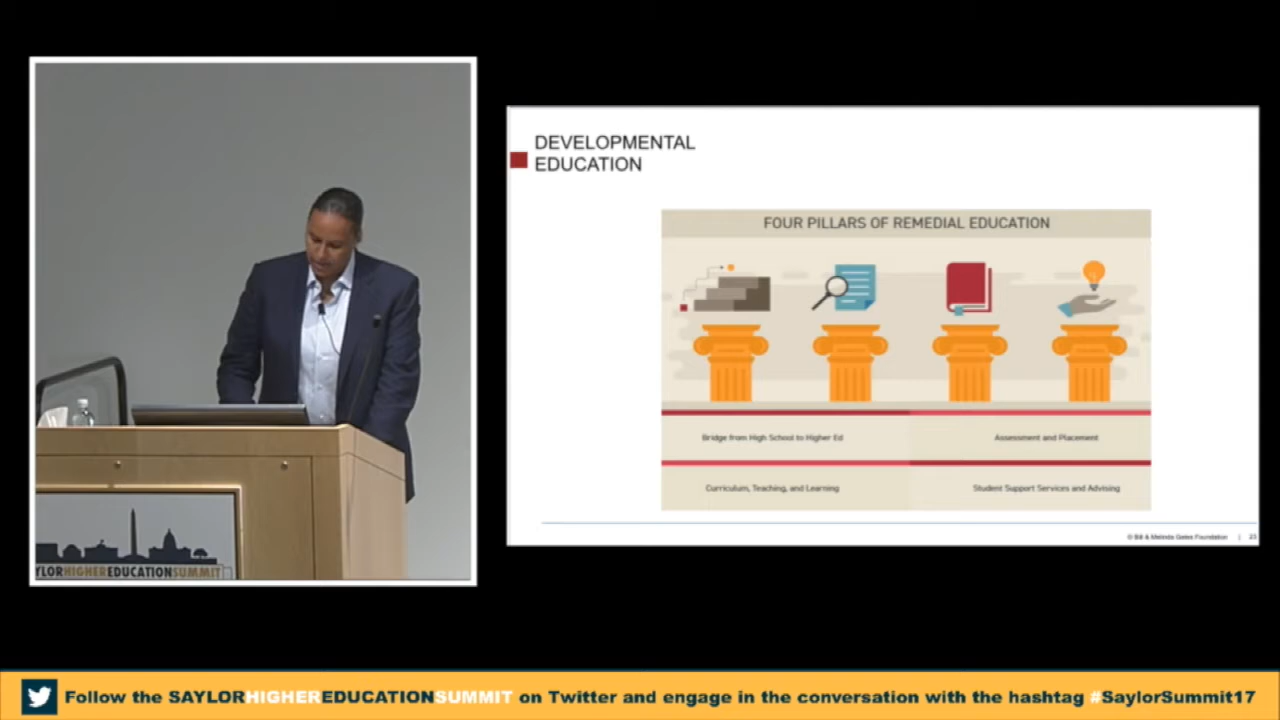 DEVELOPMENTAL
EDUCATION
FOUR PILLARS OF REMEDIAL EDUCATION
Bridge from High School to Higher Ed
Assessment and Placement
Curriculum, Teaching, and Learning
Student Support Services and Advising
© Bill & Melinda Gates Foundation | 23
YLORHIGHEREDUCATIONSUMMIT
Follow the SAYLORHIGHEREDUCATIONSUMMIT on Twitter and engage in the conversation with the hashtag #SaylorSummit17